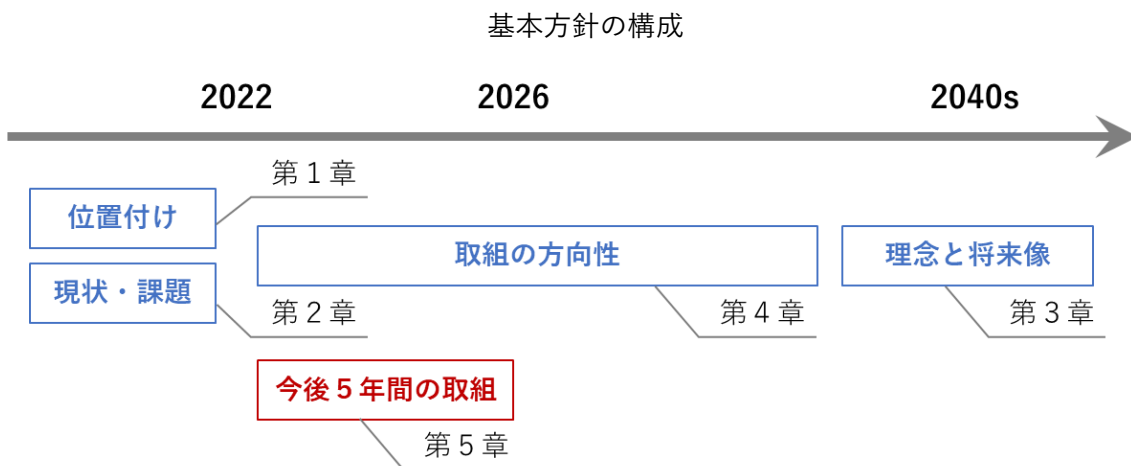 基本方針の構成
2022
2026
2040s
第1章
位置付け
取組の方向性
理念と将来像
現状・課題
第2章
第4章
第3章
今後5年間の取組
第5章